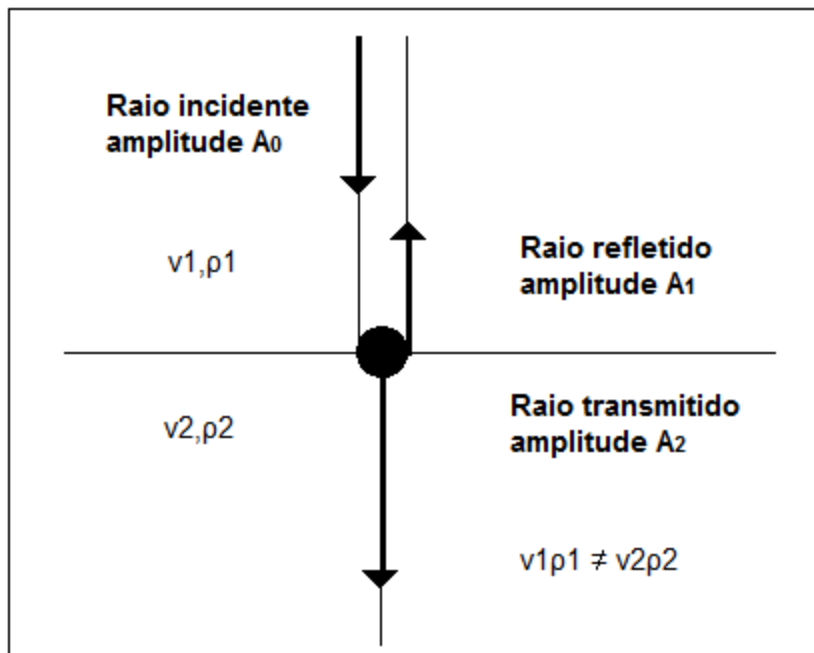 Raio incidente
amplitude A0
v1,ρ1
Raio refletido
amplitude A1
v2,ρ2
Raio transmitido
amplitude A2
v1ρ1 ≠ v2ρ2